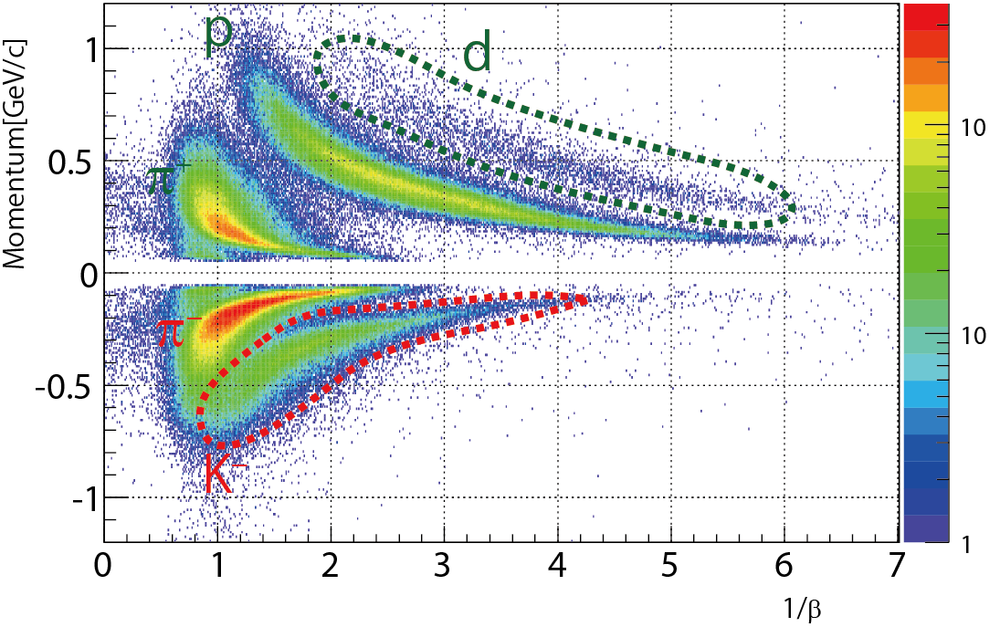 Momentum[GeV/c]
1
0.5
0
-0.5
-1
p
d
π+
π−
k−
0 1 2 3 4 5 6 7
1/β
10
10
1